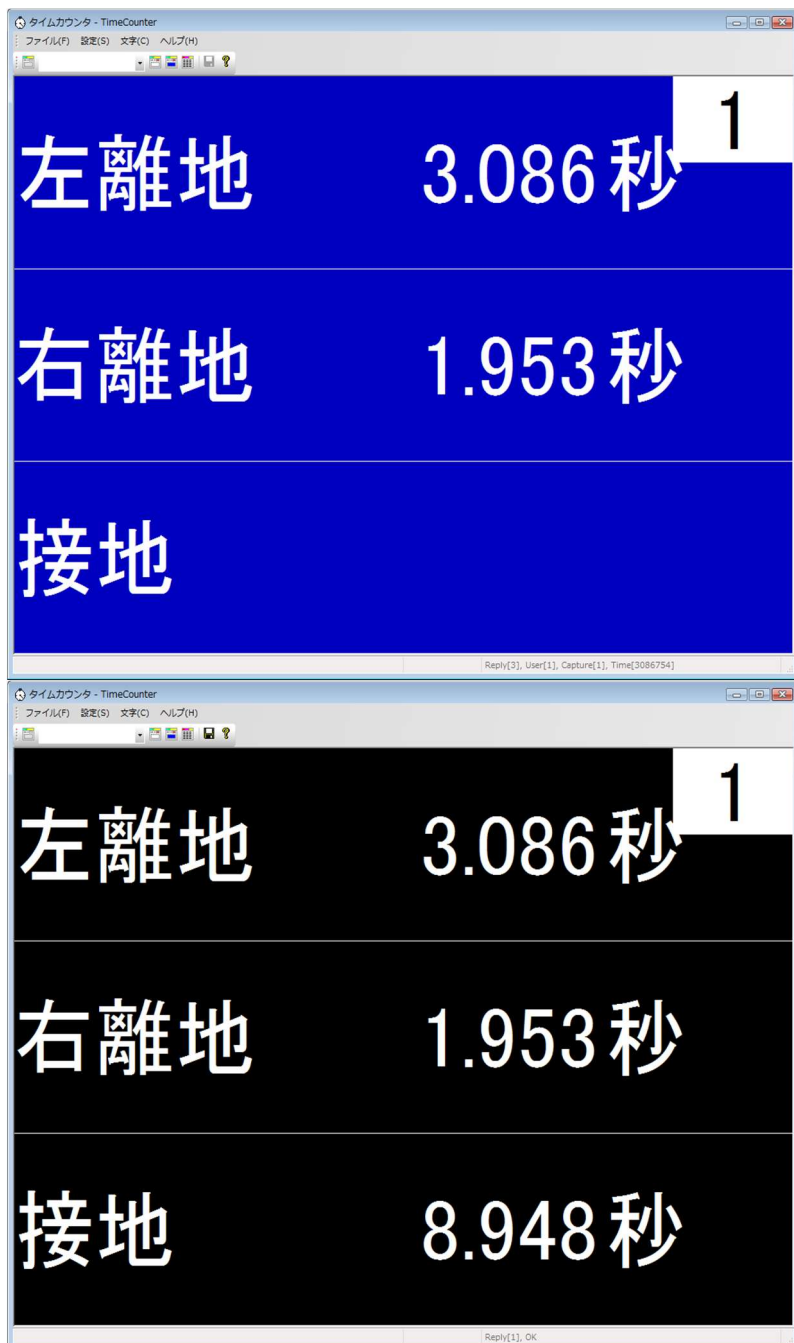 タイムカウンタ - TimeCounter
ファイル(F) 設定(S) 文字(C) ヘルプ(H)
1
左離地 3.086秒
右離地 1.953秒
接地
Reply[3], User[1], Capture[1], Time[3086754]
タイムカウンタ - TimeCounter
ファイル(F) 設定(S) 文字(C) ヘルプ(H)
1
左離地 3.086秒
右離地 1.953秒
接地 8.948秒
Reply[1], OK